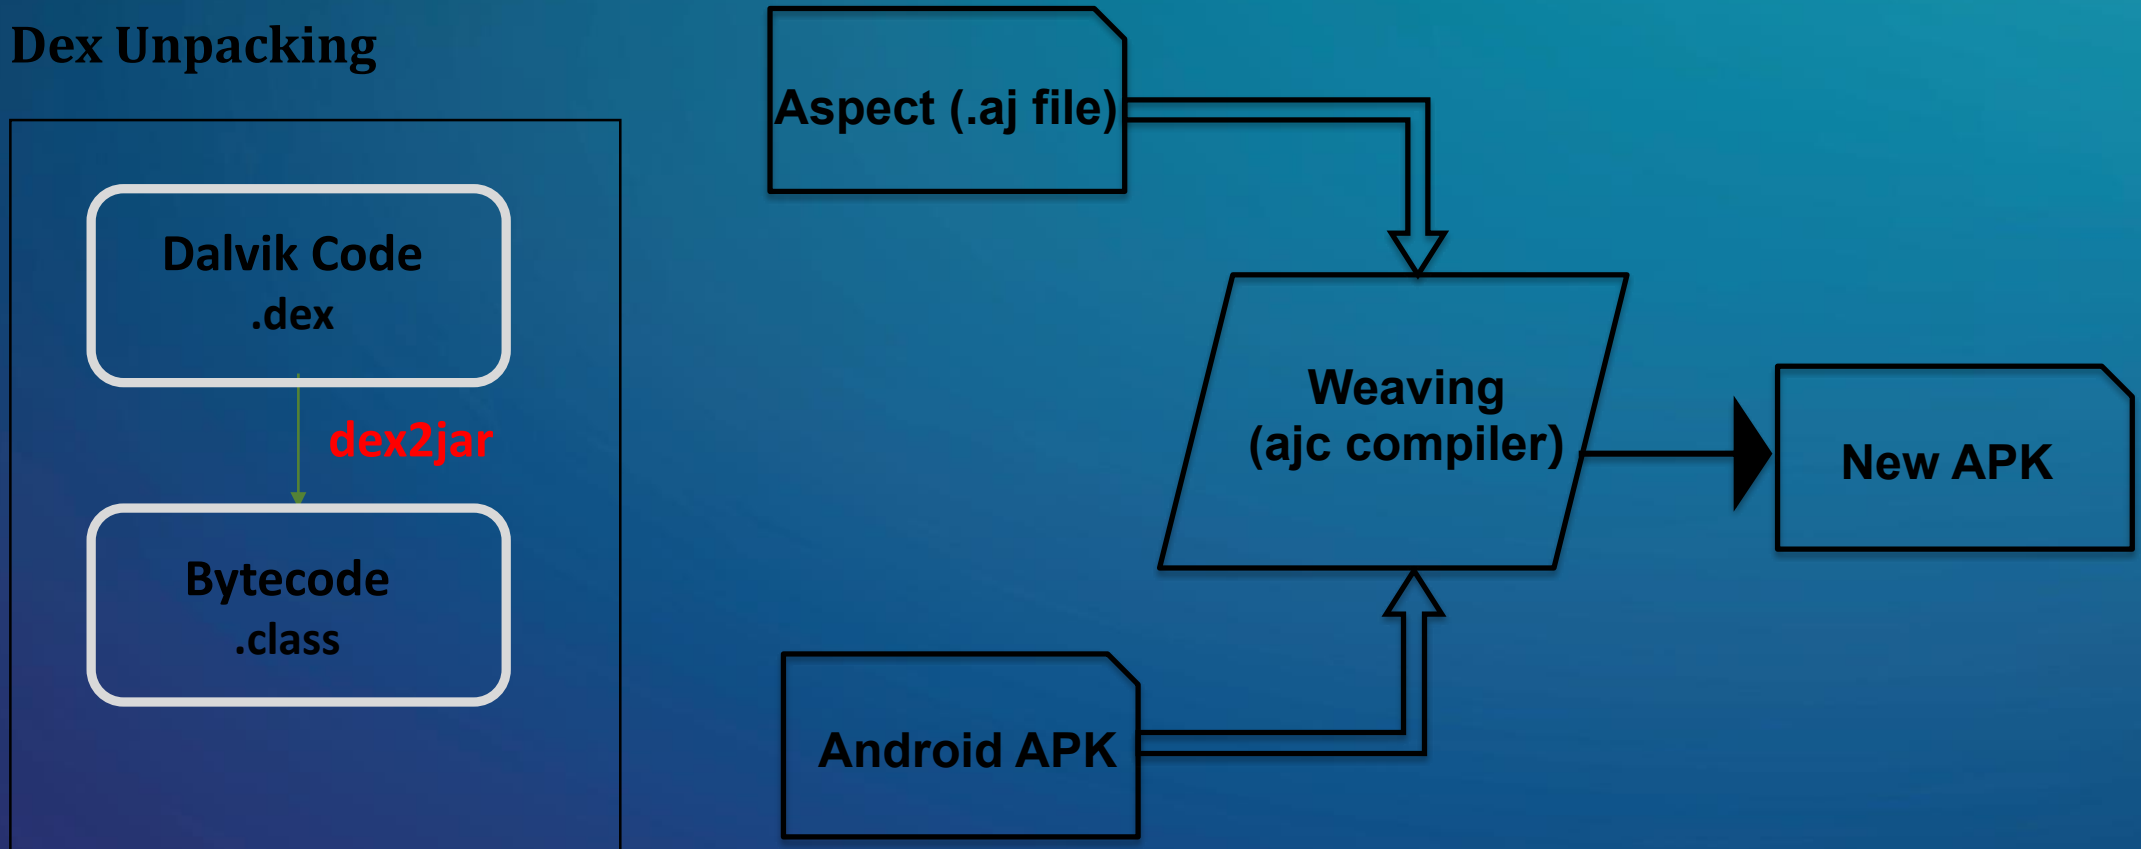 Dex Unpacking
Dalvik Code
.dex
dex2jar
Bytecode
.class
Aspect (.aj file)
Weaving
(ajc compiler)
Android APK
New APK